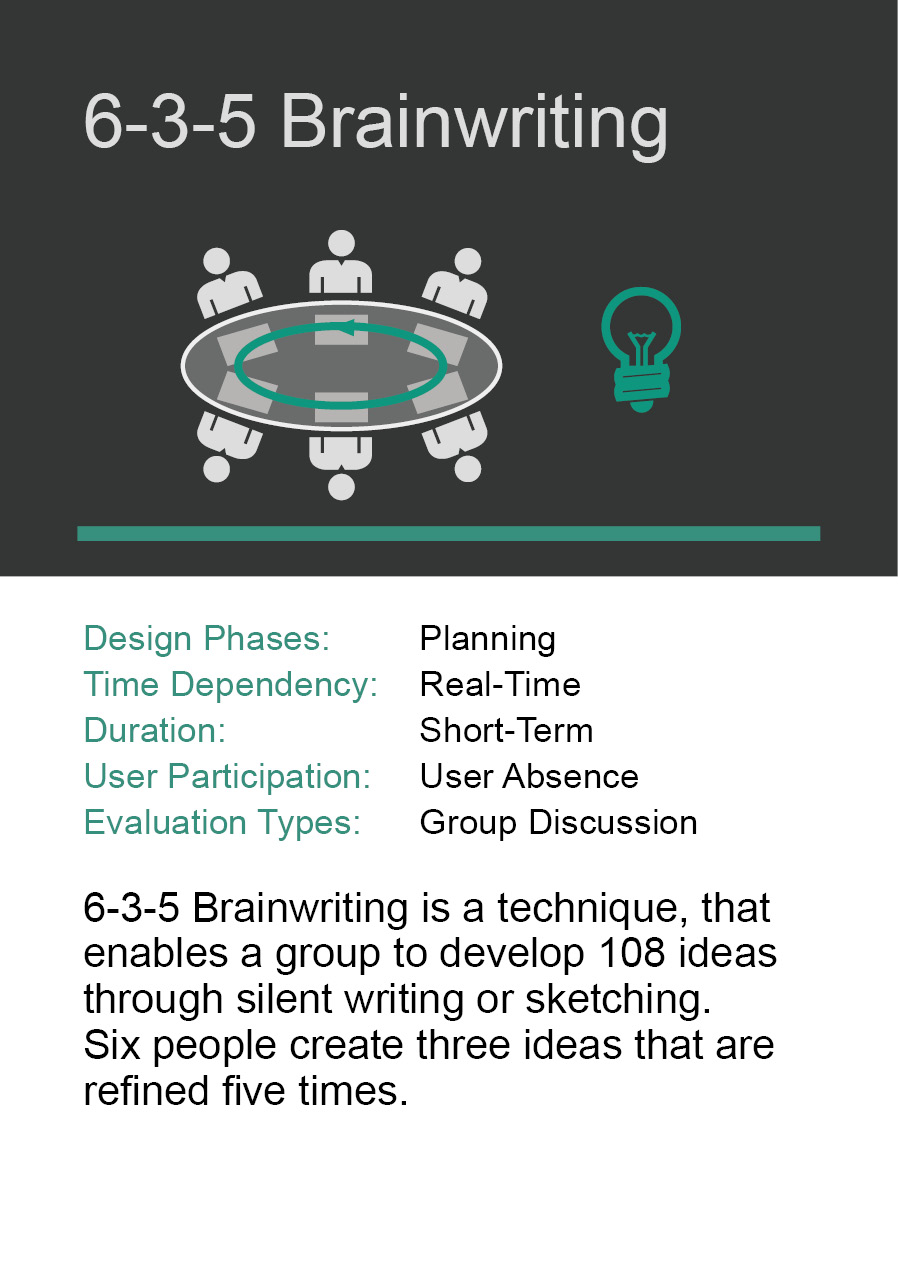 6-3-5 Brainwriting
Design Phases: Planning
Time Dependency: Real-Time
Duration: Short-Term
User Participation: User Absence
Evaluation Types: Group Discussion
6-3-5 Brainwriting is a technique, that
enables a group to develop 108 ideas
through silent writing or sketching.
Six people create three ideas that are
refined five times.